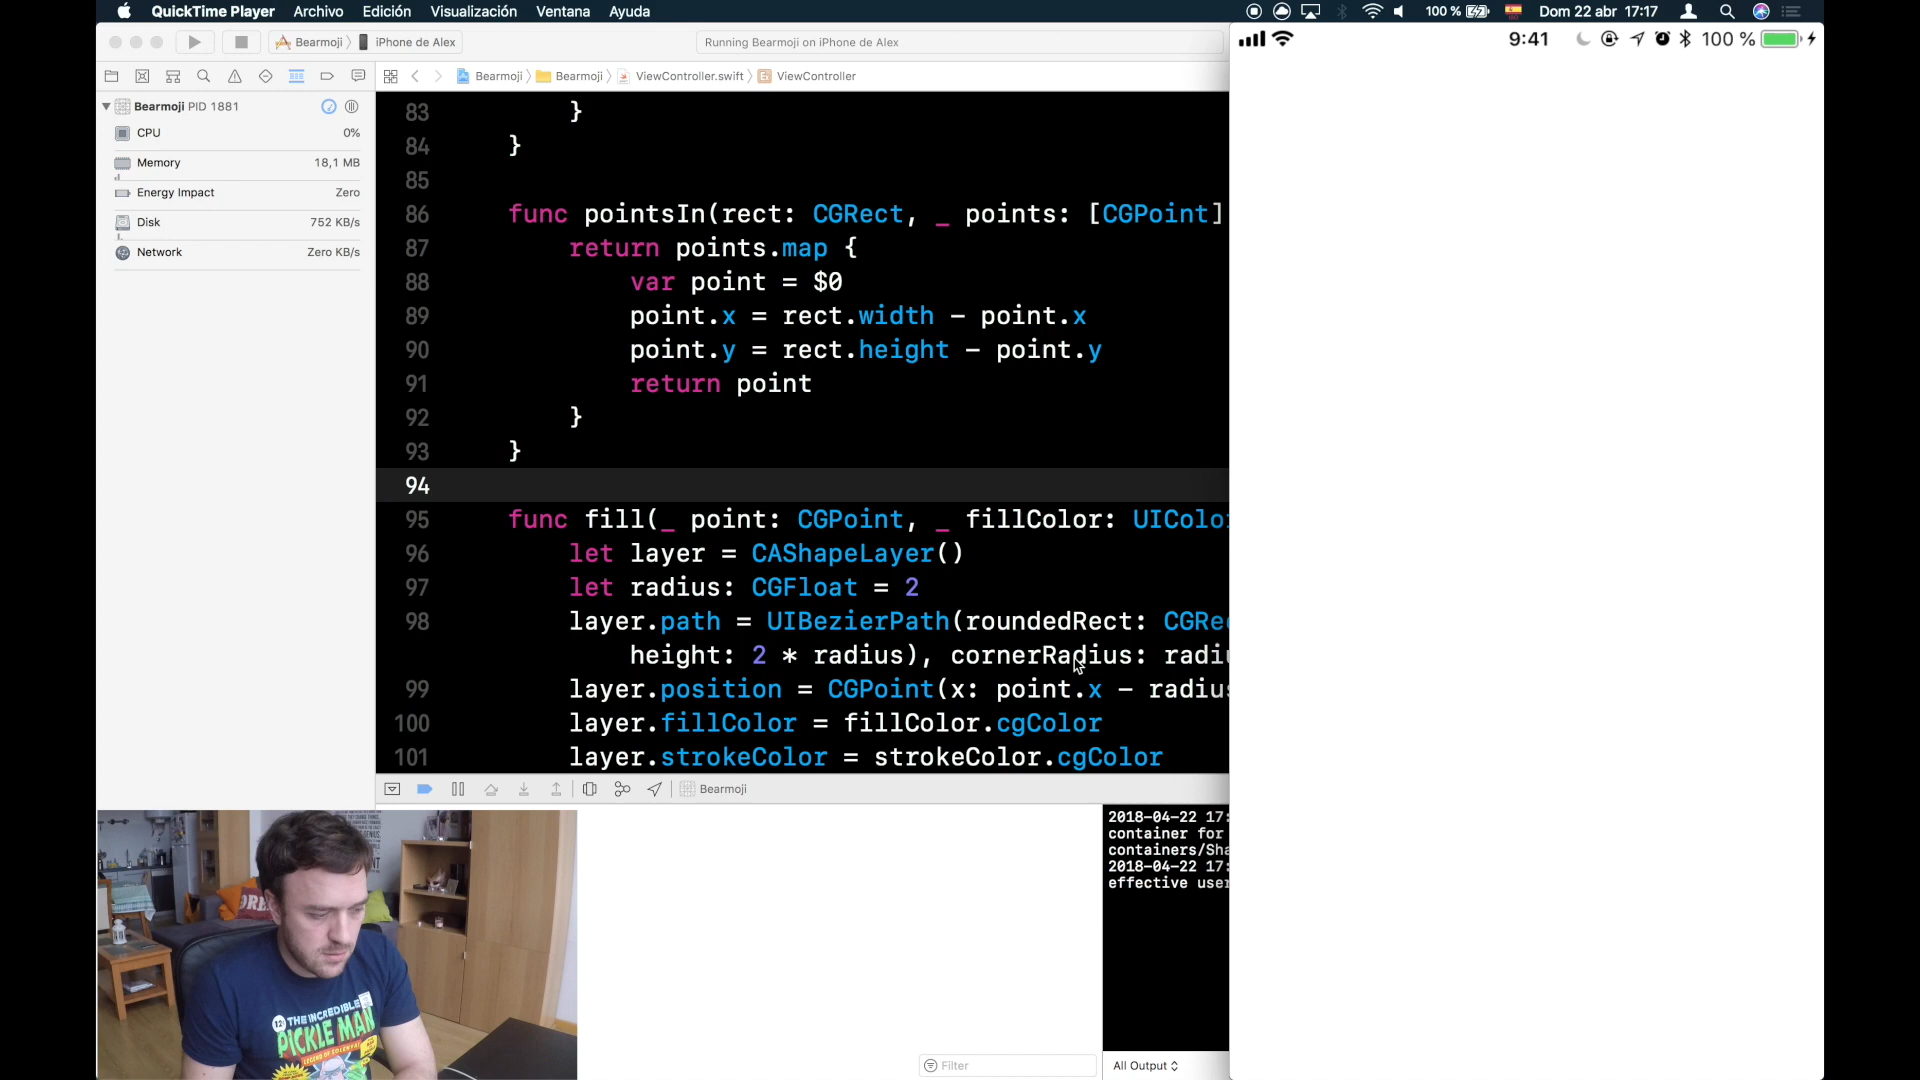 QuickTime Player Archivo Edición Visualización Ventana Ayuda 100 % Dom 22 abr 17:17
Bearmoji iPhone de Alex Running Bearmoji on iPhone de Alex
9:41 100 %
Bearmoji Bearmoji ViewController.swift ViewController
Bearmoji PID 1881
CPU 0%
Memory 18,1 MB
Energy Impact Zero
Disk 752 KB/s
Network Zero KB/s
83 }
84 }
85
86 func pointsIn(rect: CGRect, _ points: [CGPoint]
87 return points.map {
88 var point = $0
89 point.x = rect.width - point.x
90 point.y = rect.height - point.y
91 return point
92 }
93 }
94
95 func fill(_ point: CGPoint, _ fillColor: UIColo
96 let layer = CAShapeLayer()
97 let radius: CGFloat = 2
98 layer.path = UIBezierPath(roundedRect: CGRe
height: 2 * radius), cornerRadius: radi
99 layer.position = CGPoint(x: point.x - radius
100 layer.fillColor = fillColor.cgColor
101 layer.strokeColor = strokeColor.cgColor
Bearmoji
2018-04-22 17:
container for
containers/Sha
2018-04-22 17:
effective user
Filter
All Output
THE INCREDIBLE
PICKLE MAN